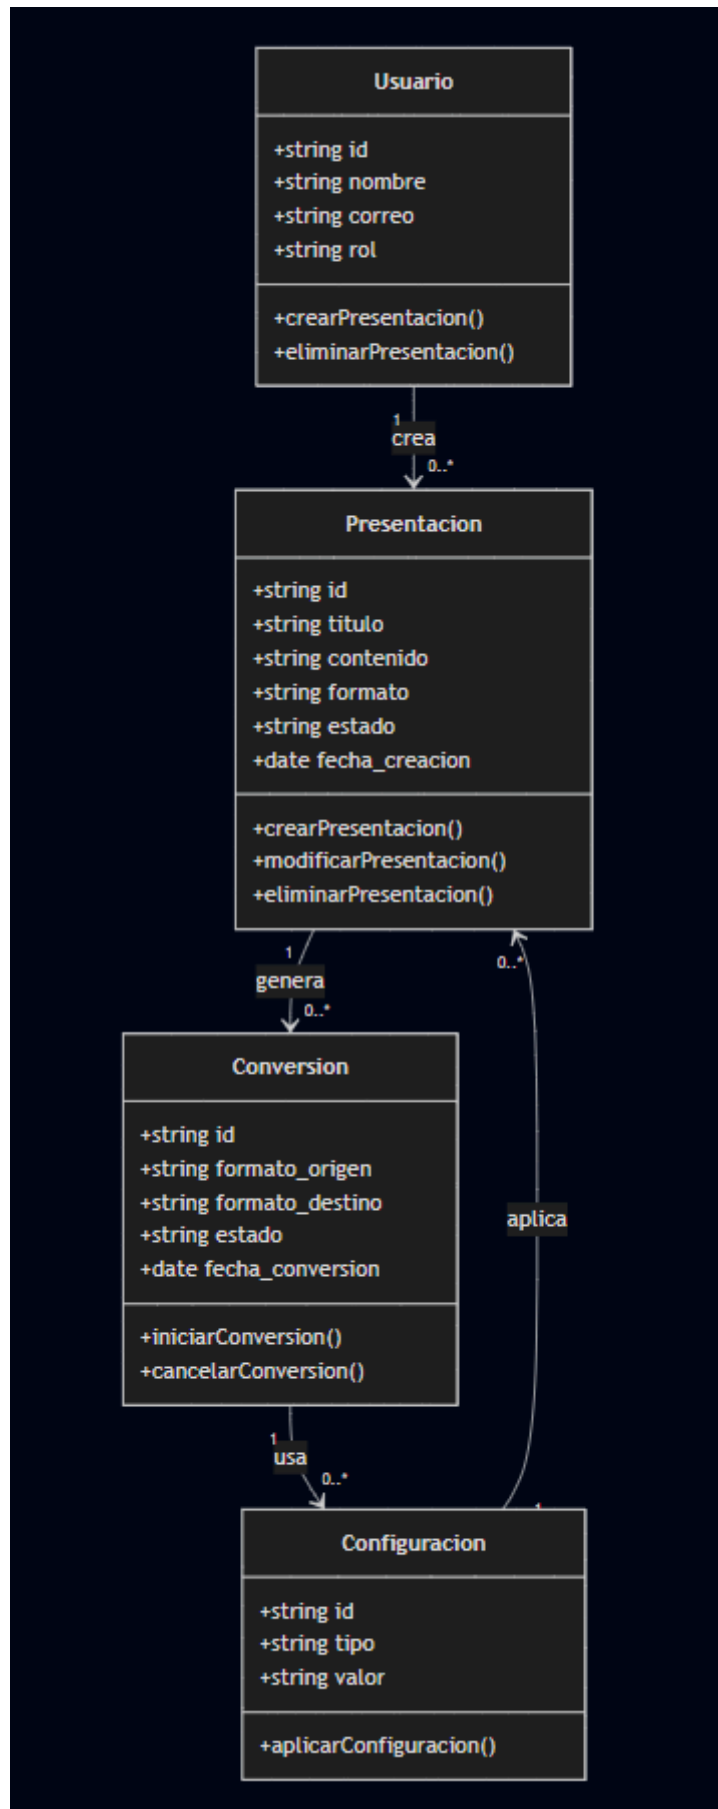 Usuario
+string id
+string nombre
+string correo
+string rol
+crearPresentacion()
+eliminarPresentacion()
1
crea
0..*
Presentacion
+string id
+string titulo
+string contenido
+string formato
+string estado
+date fecha_creacion
+crearPresentacion()
+modificarPresentacion()
+eliminarPresentacion()
1
0..*
genera
0..*
Conversion
+string id
+string formato_origen
+string formato_destino
+string estado
+date fecha_conversion
+iniciarConversion()
+cancelarConversion()
aplica
1
usa
0..*
1
Configuracion
+string id
+string tipo
+string valor
+aplicarConfiguracion()